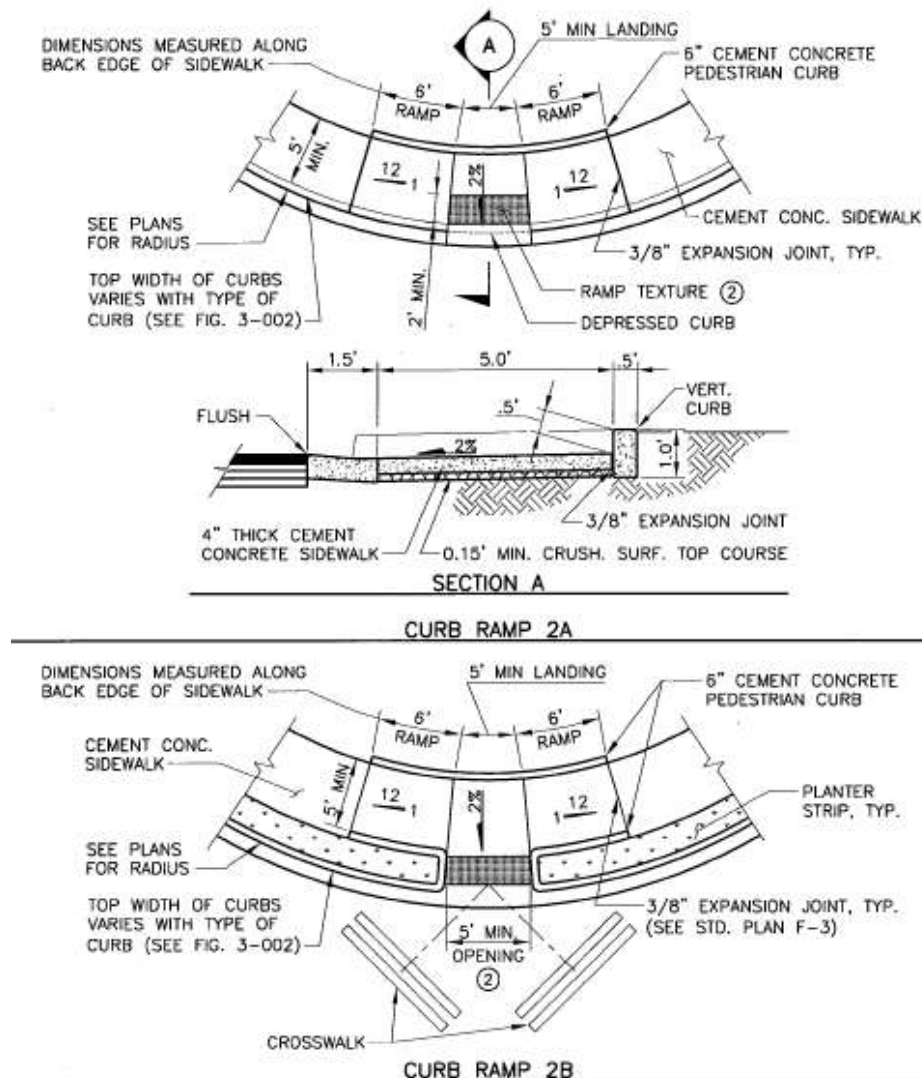 DIMENSIONS MEASURED ALONG
BACK EDGE OF SIDEWALK
A
5' MIN LANDING
6" CEMENT CONCRETE
PEDESTRIAN CURB
6'
RAMP
6'
RAMP
5'
MIN.
12
1
2%
12
1
SEE PLANS
FOR RADIUS
CEMENT CONC. SIDEWALK
3/8" EXPANSION JOINT, TYP.
TOP WIDTH OF CURBS
VARIES WITH TYPE OF
CURB (SEE FIG. 3-002)
2' MIN.
RAMP TEXTURE ②
DEPRESSED CURB
1.5'
5.0'
.5'
FLUSH
.5'
VERT.
CURB
2%
1.0'
4" THICK CEMENT
CONCRETE SIDEWALK
3/8" EXPANSION JOINT
0.15' MIN. CRUSH. SURF. TOP COURSE
SECTION A
CURB RAMP 2A
DIMENSIONS MEASURED ALONG
BACK EDGE OF SIDEWALK
5' MIN LANDING
6" CEMENT CONCRETE
PEDESTRIAN CURB
6'
RAMP
6'
RAMP
CEMENT CONC.
SIDEWALK
5' MIN
12
1
2%
12
1
PLANTER
STRIP, TYP.
SEE PLANS
FOR RADIUS
TOP WIDTH OF CURBS
VARIES WITH TYPE OF
CURB (SEE FIG. 3-002)
3/8" EXPANSION JOINT, TYP.
(SEE STD. PLAN F-3)
5' MIN.
OPENING
②
CROSSWALK
CURB RAMP 2B